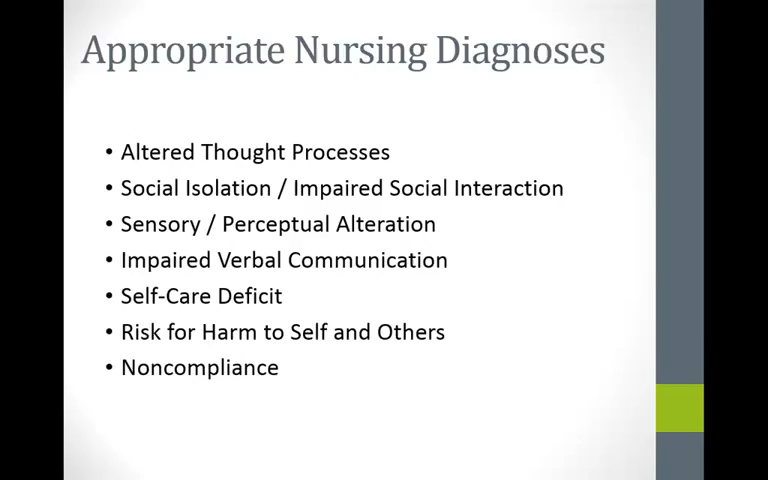 Appropriate Nursing Diagnoses
• Altered Thought Processes
• Social Isolation / Impaired Social Interaction
• Sensory / Perceptual Alteration
• Impaired Verbal Communication
• Self-Care Deficit
• Risk for Harm to Self and Others
• Noncompliance